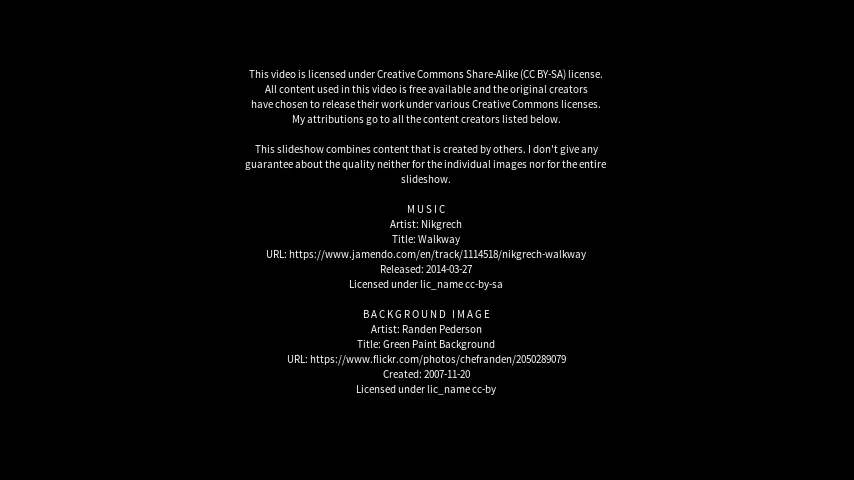 This video is licensed under Creative Commons Share-Alike (CC BY-SA) license.
All content used in this video is free available and the original creators
have chosen to release their work under various Creative Commons licenses.
My attributions go to all the content creators listed below.
This slideshow combines content that is created by others. I don't give any
guarantee about the quality neither for the individual images nor for the entire
slideshow.
MUSIC
Artist: Nikgrech
Title: Walkway
URL: https://www.jamendo.com/en/track/1114518/nikgrech-walkway
Released: 2014-03-27
Licensed under lic_name cc-by-sa
BACKGROUND IMAGE
Artist: Randen Pederson
Title: Green Paint Background
URL: https://www.flickr.com/photos/chefranden/2050289079
Created: 2007-11-20
Licensed under lic_name cc-by